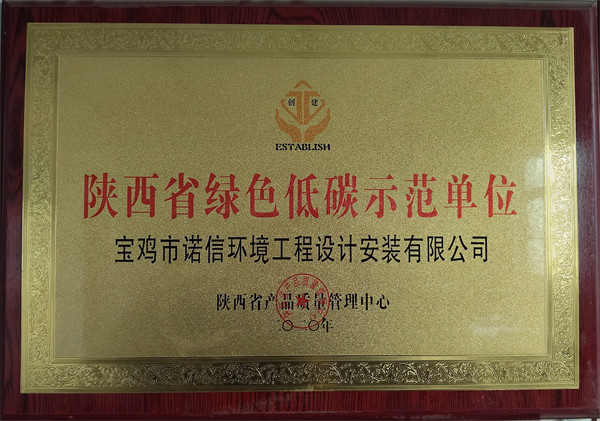 创建
ESTABLISH
陕西省绿色低碳示范单位
宝鸡市诺信环境工程设计安装有限公司
陕西省产品质量管理中心
二〇二〇年